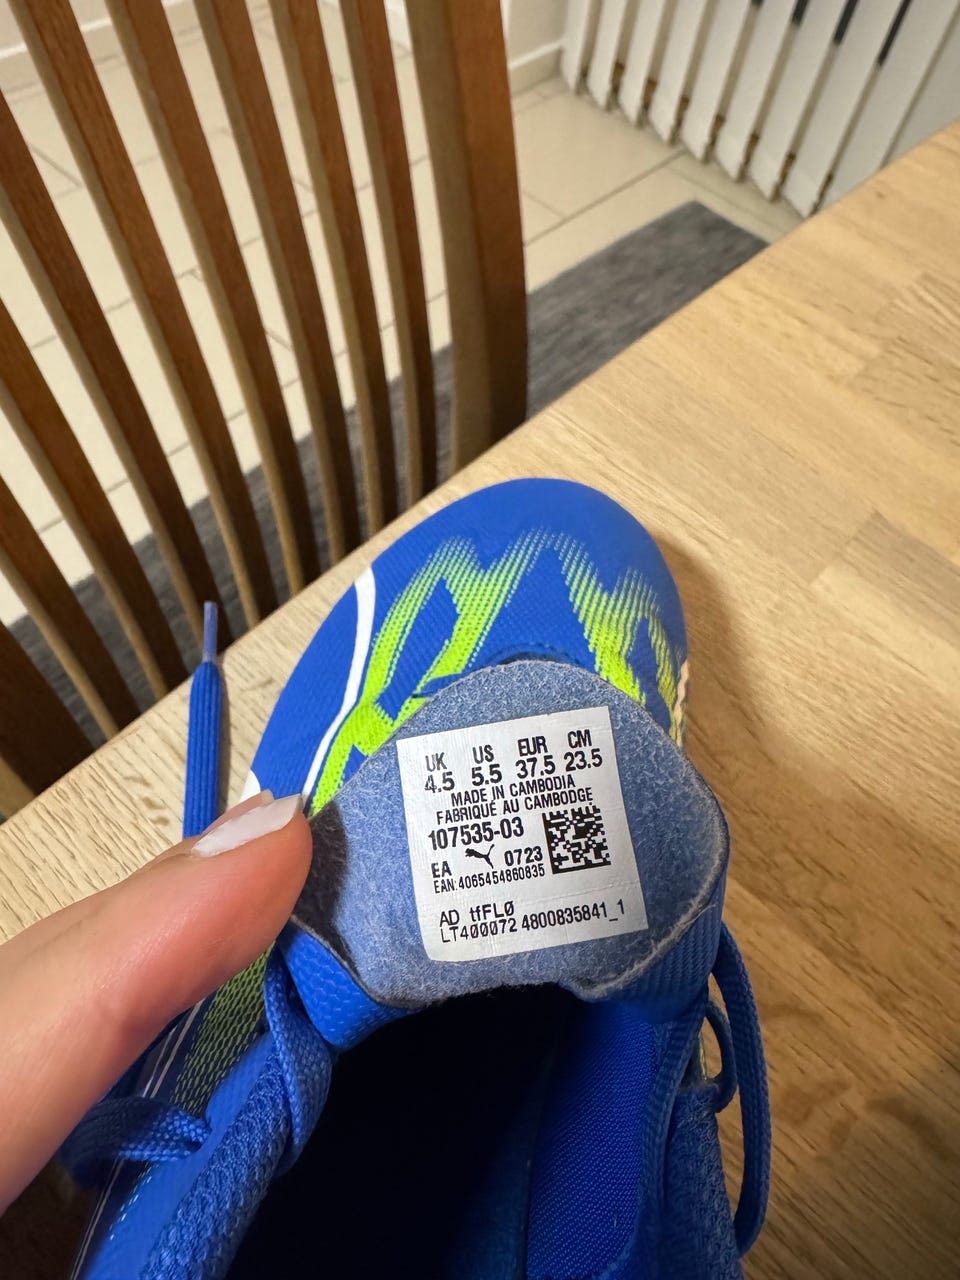 UK US EUR CM
4.5 5.5 37.5 23.5
MADE IN CAMBODIA
FABRIQUÉ AU CAMBODGE
107535-03
EA 0723
EAN:4065454860835
AD tfFLØ
LT400072 4800835841_1